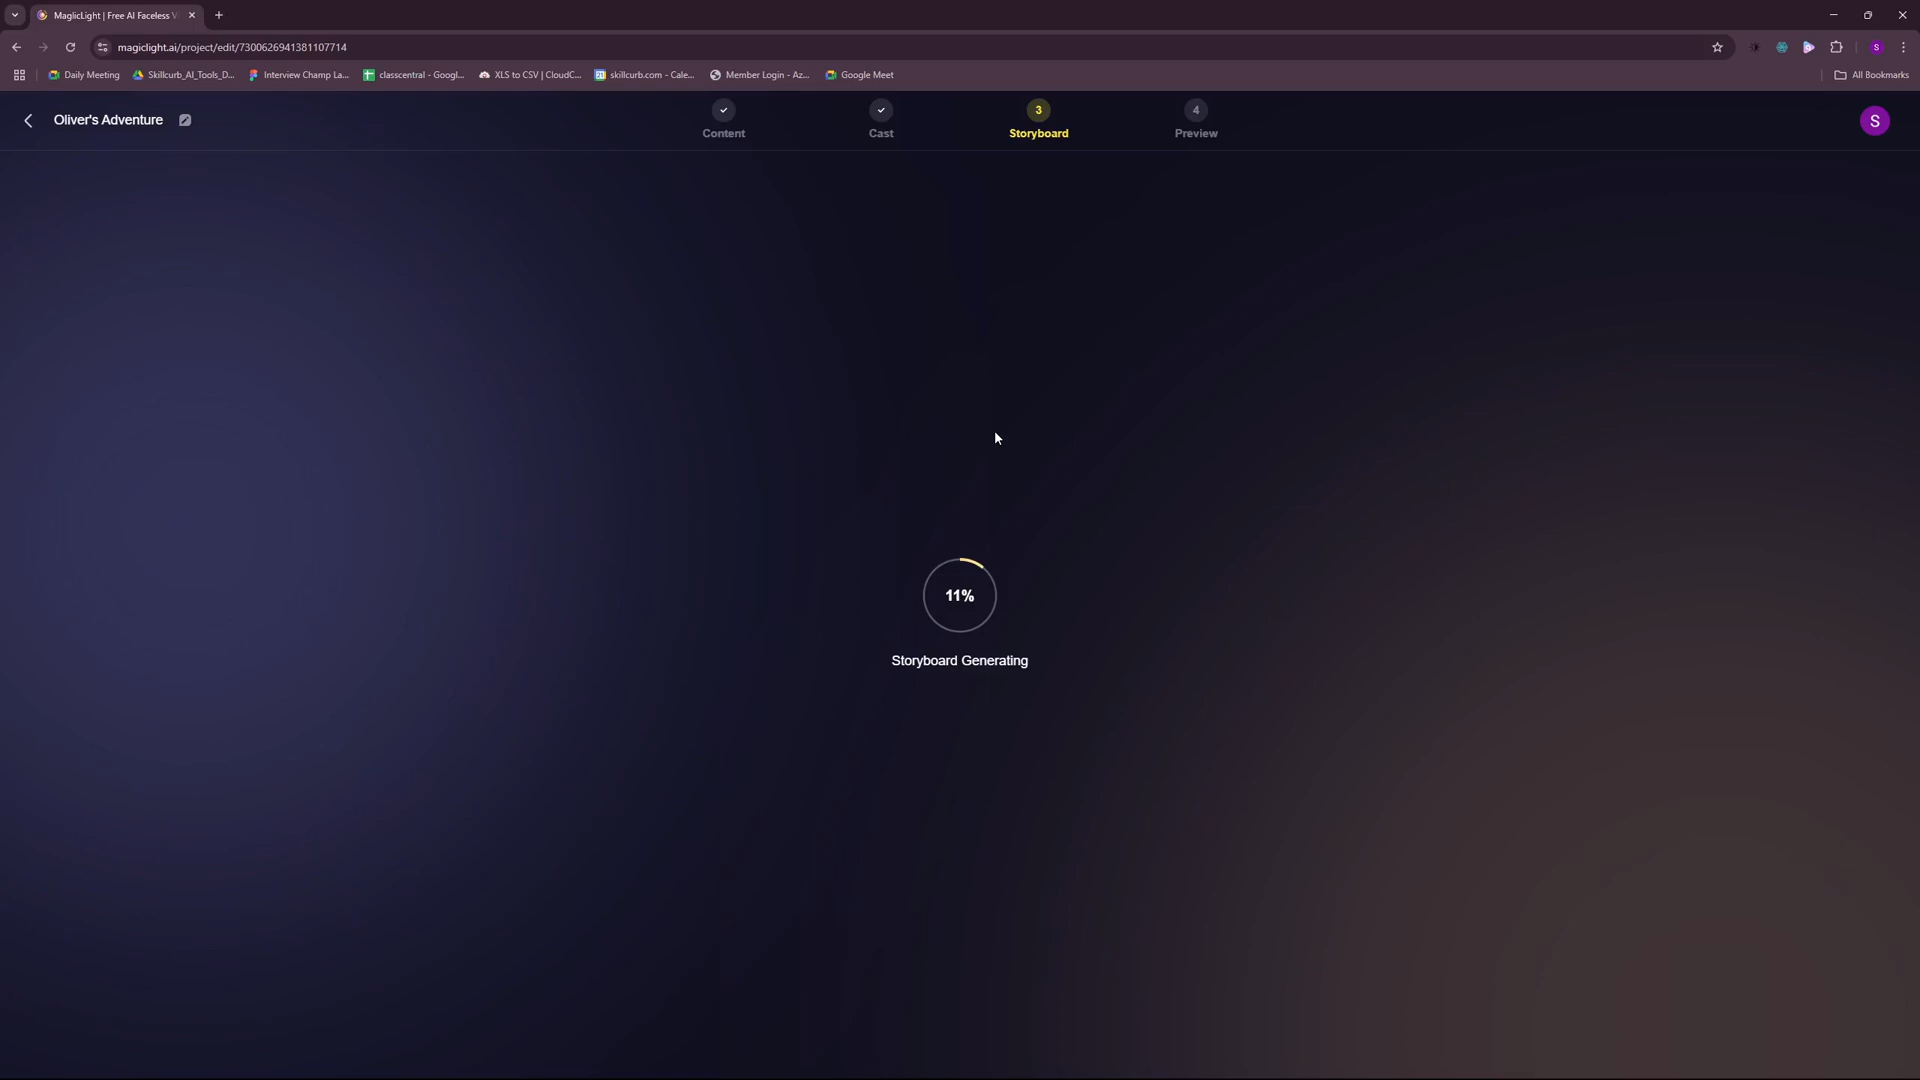 MagliclLight | Free AI Faceless V
magiclight.ai/project/edit/7300626941381107714
S
Daily Meeting
Skillcurb_AI_Tools_D...
Interview Champ La...
classcentral - Googl...
XLS to CSV | CloudC...
skillcurb.com - Cale...
Member Login - Az...
Google Meet
All Bookmarks
Oliver's Adventure
Content
Cast
3
Storyboard
4
Preview
S
11%
Storyboard Generating